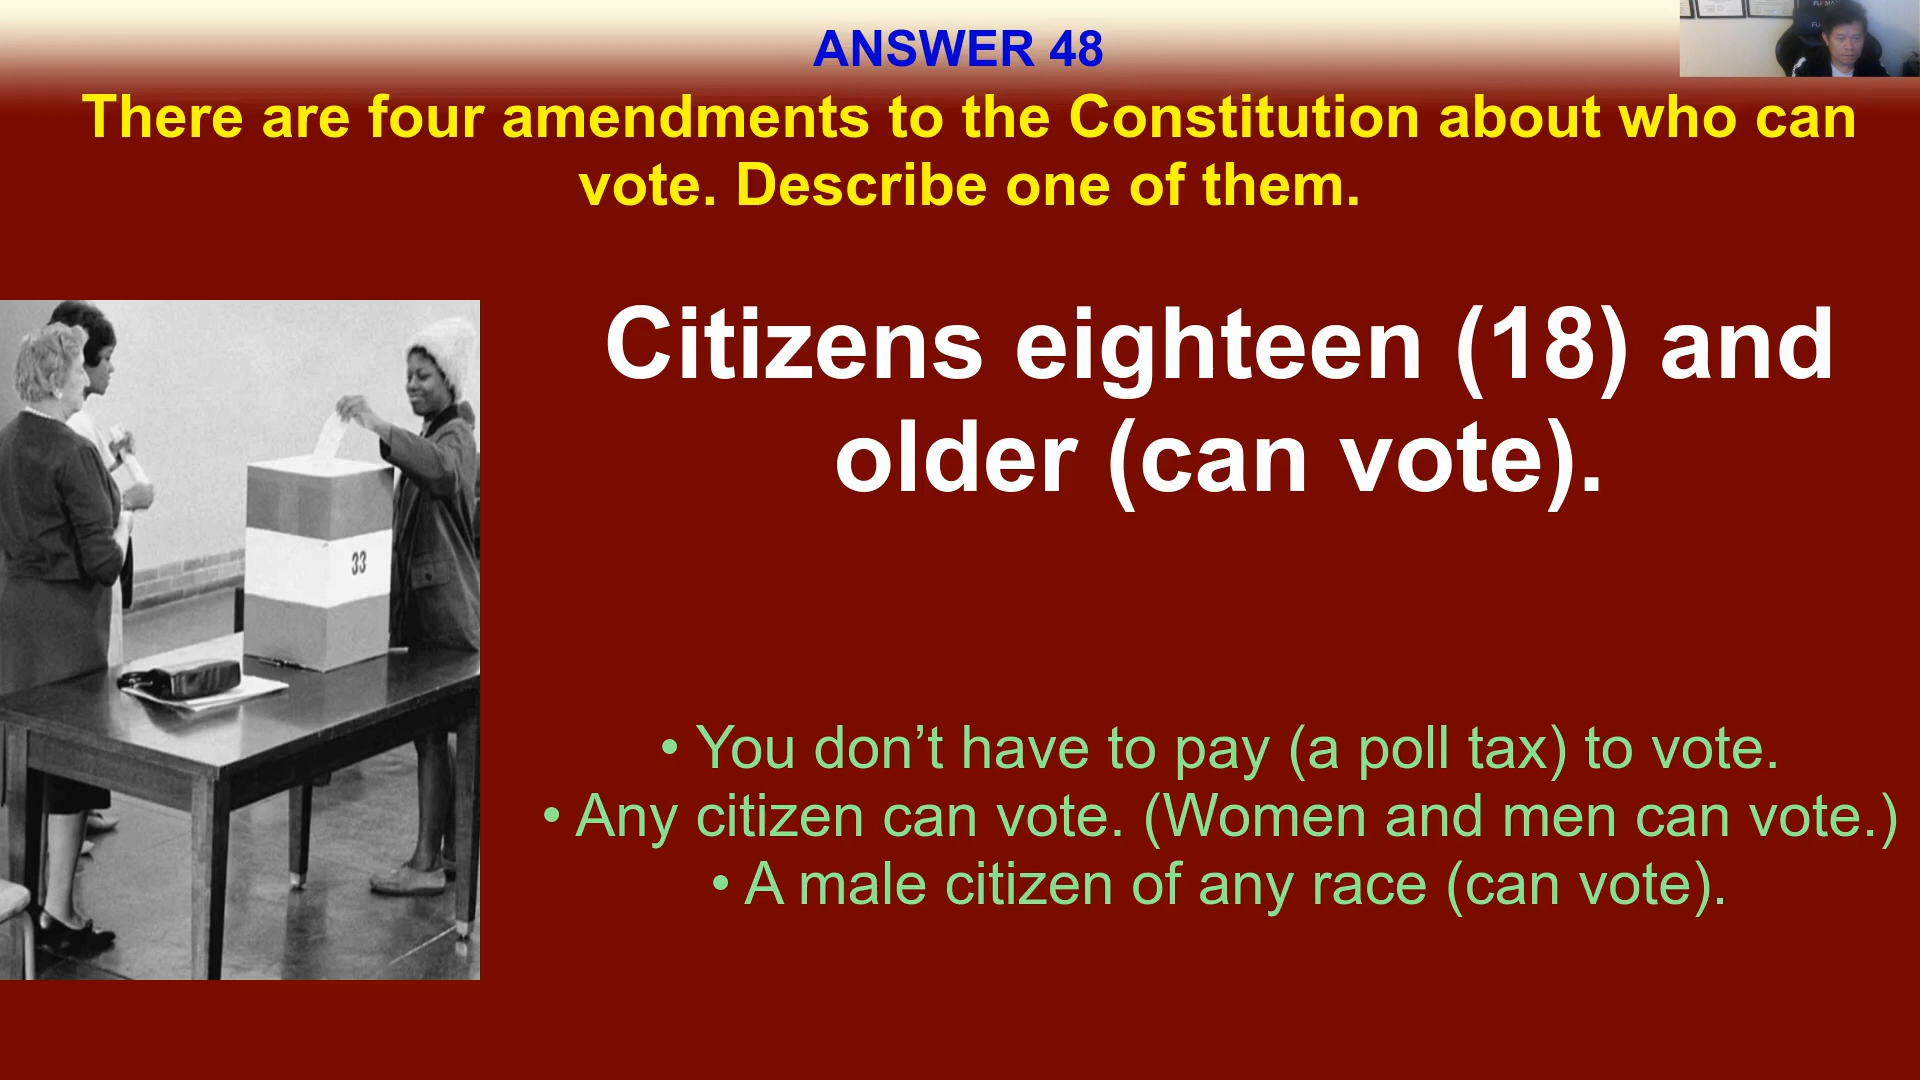 ANSWER 48
There are four amendments to the Constitution about who can
vote. Describe one of them.
Citizens eighteen (18) and
older (can vote).
33
• You don’t have to pay (a poll tax) to vote.
• Any citizen can vote. (Women and men can vote.)
• A male citizen of any race (can vote).